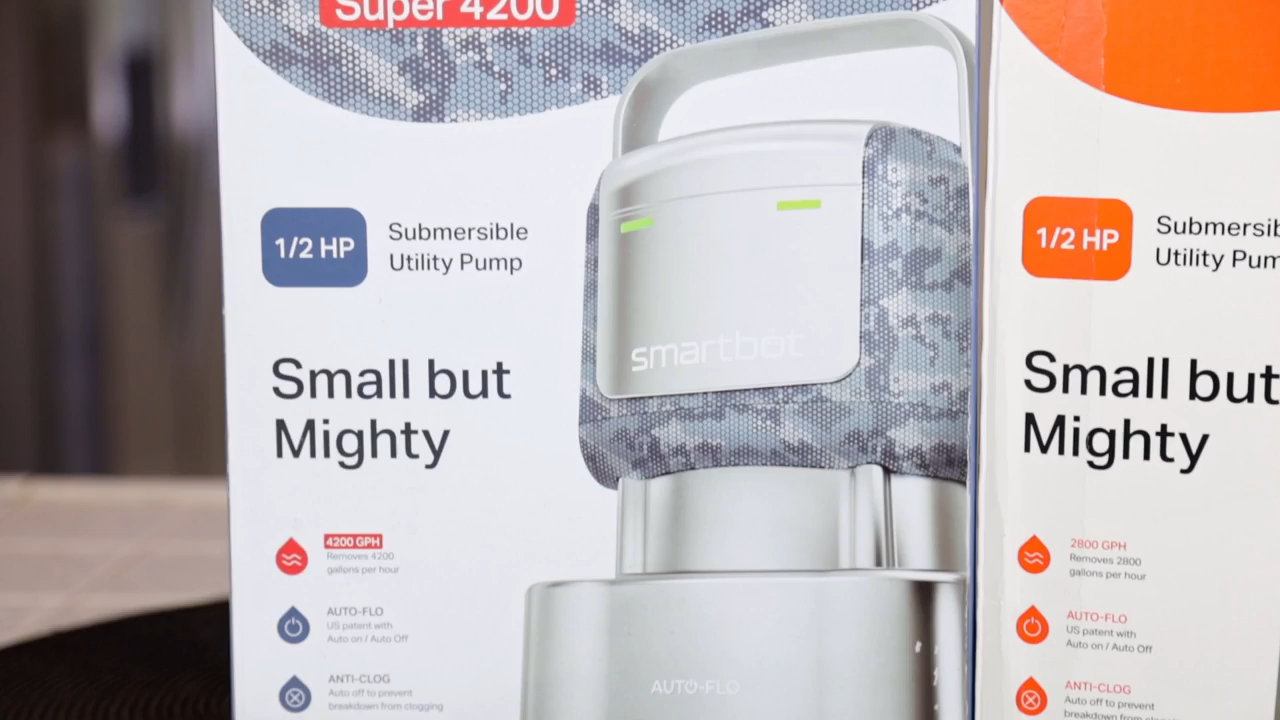 Super 4200
1/2 HP
Submersible
Utility Pump
smartbot
Small but
Mighty
4200 GPH
Removes 4200
gallons per hour
AUTO-FLO
US patent with
Auto on / Auto Off
ANTI-CLOG
Auto off to prevent
breakdown from clogging
AUTO-FLO
1/2 HP
Submersib
Utility Pum
Small but
Mighty
2800 GPH
Removes 2800
gallons per hour
AUTO-FLO
US patent with
Auto on / Auto Off
ANTI-CLOG
Auto off to prevent
breakdown from